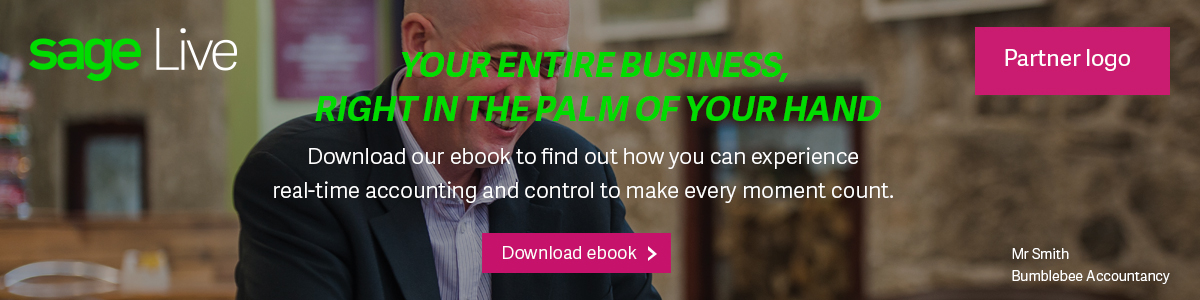 sage Live
Partner logo
YOUR ENTIRE BUSINESS,
RIGHT IN THE PALM OF YOUR HAND
Download our ebook to find out how you can experience
real-time accounting and control to make every moment count.
Download ebook >
Mr Smith
Bumblebee Accountancy